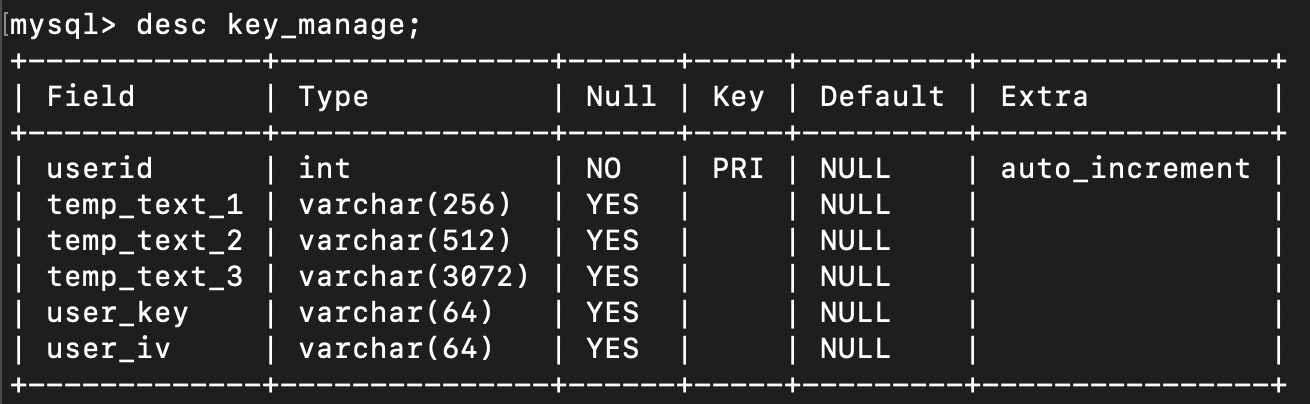 mysql> desc key_manage;
+-------------+---------------+------+-----+---------+----------------+
| Field       | Type          | Null | Key | Default | Extra          |
+-------------+---------------+------+-----+---------+----------------+
| userid      | int           | NO   | PRI | NULL    | auto_increment |
| temp_text_1 | varchar(256)  | YES  |     | NULL    |                |
| temp_text_2 | varchar(512)  | YES  |     | NULL    |                |
| temp_text_3 | varchar(3072) | YES  |     | NULL    |                |
| user_key    | varchar(64)   | YES  |     | NULL    |                |
| user_iv     | varchar(64)   | YES  |     | NULL    |                |
+-------------+---------------+------+-----+---------+----------------+